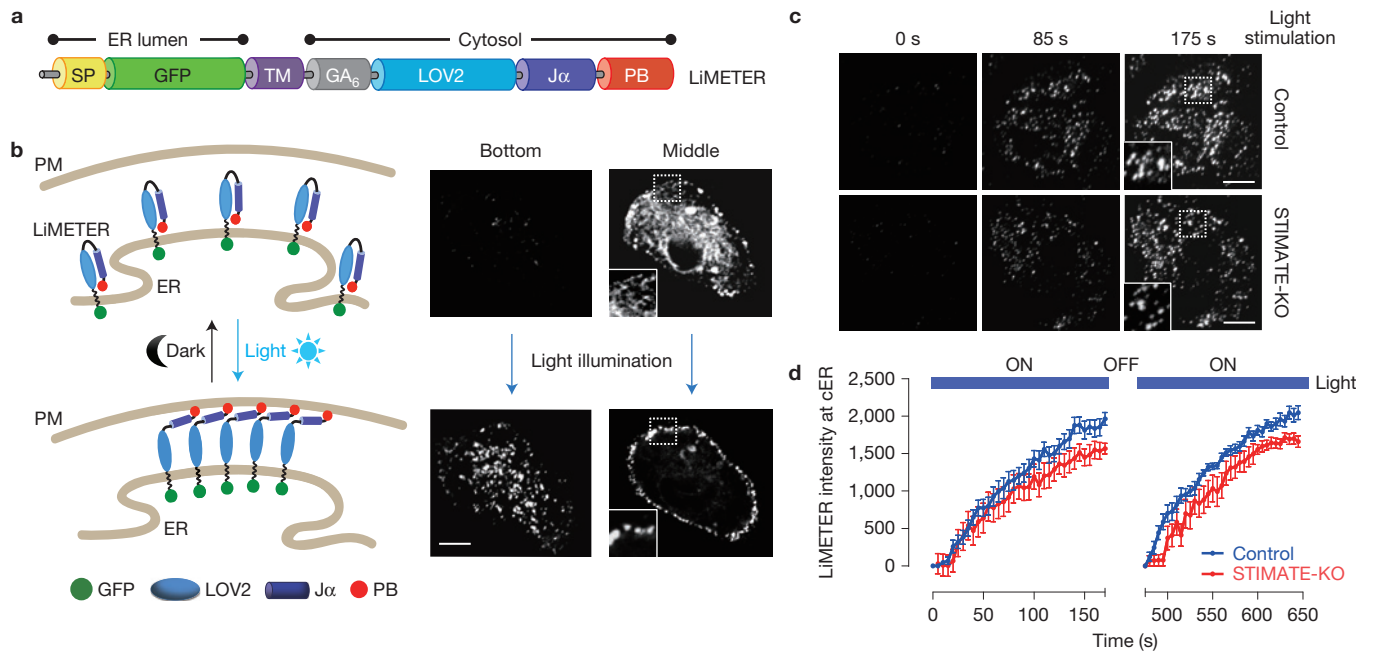 a
ER lumen
Cytosol
SP
GFP
TM
GA6
LOV2
Jα
PB
LiMETER
b
PM
LiMETER
ER
Dark
Light
PM
ER
GFP
LOV2
Jα
PB
Bottom
Middle
Light illumination
c
0 s
85 s
175 s
Light
stimulation
Control
STIMATE-KO
d
ON
OFF
ON
Light
LiMETER intensity at cER
2,500
2,000
1,500
1,000
500
0
Control
STIMATE-KO
0
50
100
150
500
550
600
650
Time (s)